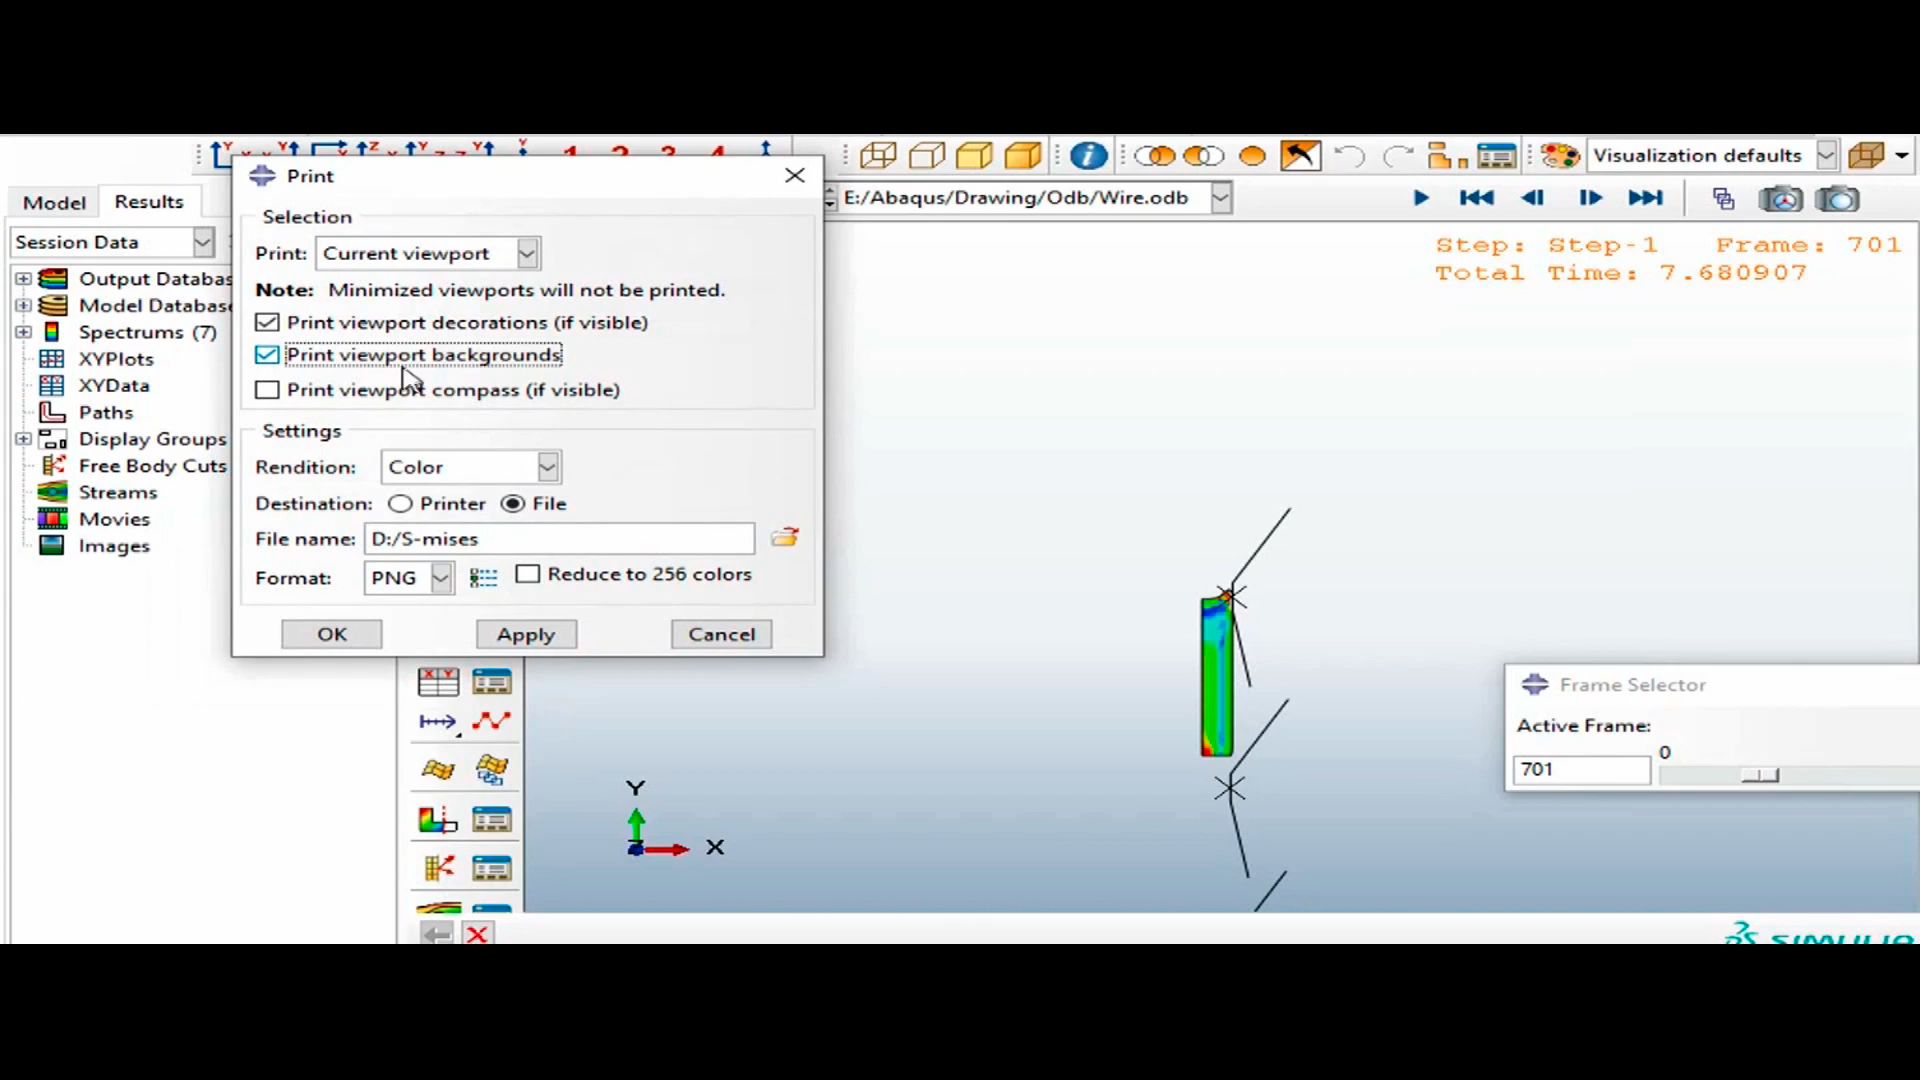 Print
Model
Results
Session Data
Output Databas
Model Database
Spectrums (7)
XYPlots
XYData
Paths
Display Groups
Free Body Cuts
Streams
Movies
Images
Selection
Print: Current viewport
Note: Minimized viewports will not be printed.
Print viewport decorations (if visible)
Print viewport backgrounds
Print viewport compass (if visible)
Settings
Rendition: Color
Destination: Printer File
File name: D:/S-mises
Format: PNG Reduce to 256 colors
OK Apply Cancel
Visualization defaults
E:/Abaqus/Drawing/Odb/Wire.odb
Step: Step-1 Frame: 701
Total Time: 7.680907
Frame Selector
Active Frame:
0
701
Y
Z
X
X Y
SIMULIA